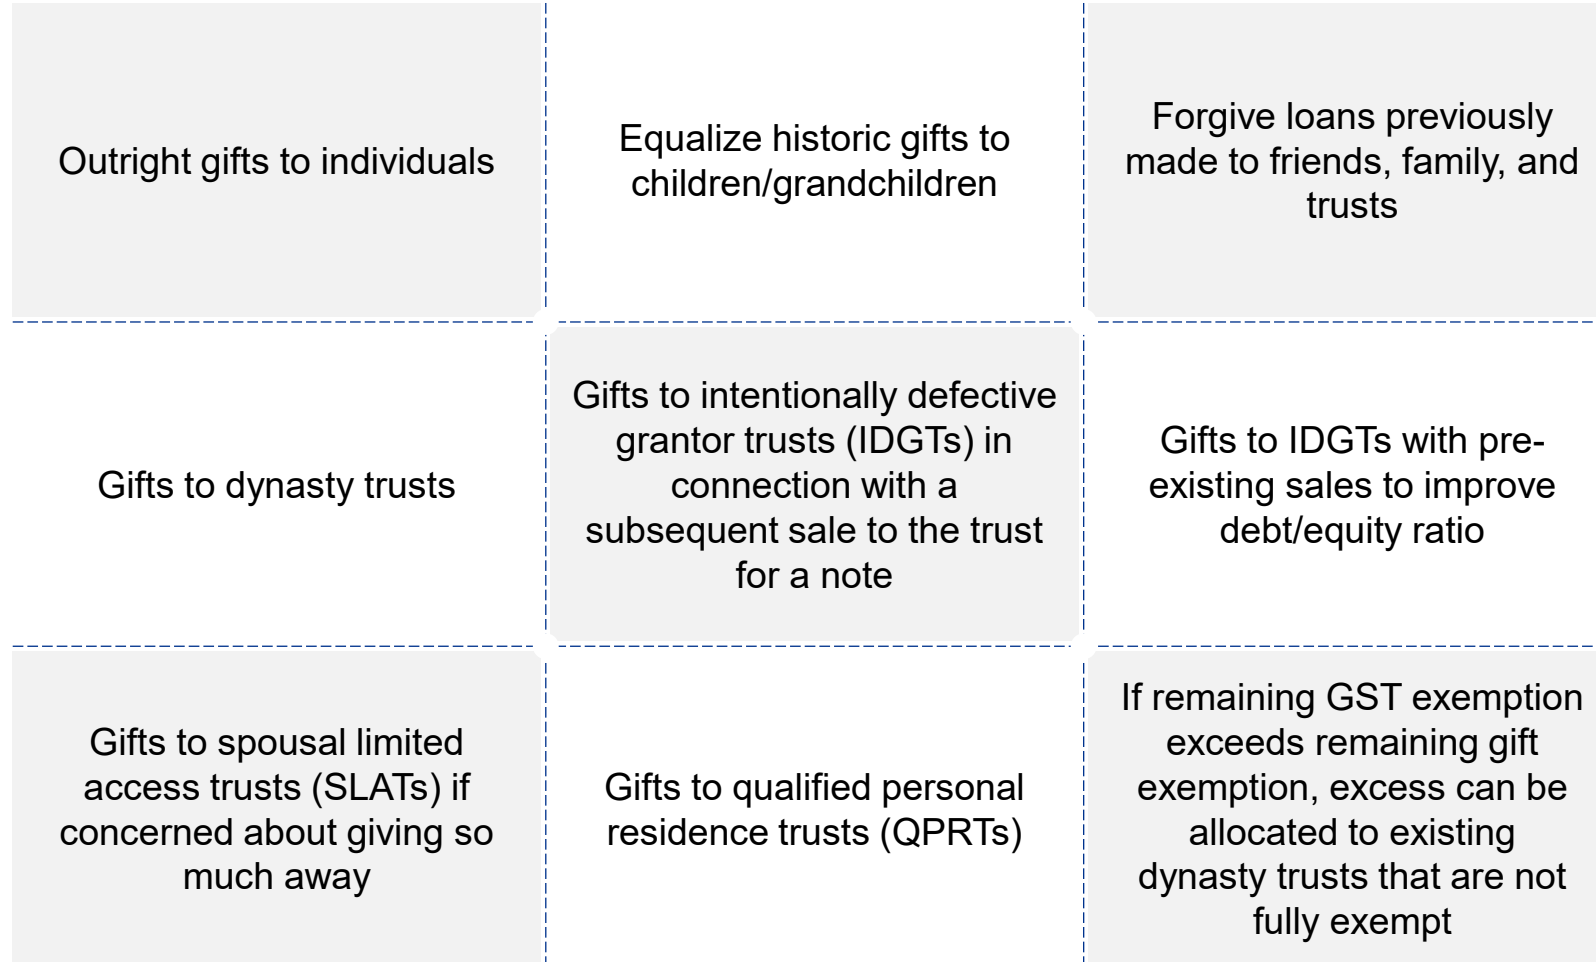 Outright gifts to individuals
Equalize historic gifts to
children/grandchildren
Forgive loans previously
made to friends, family, and
trusts
Gifts to dynasty trusts
Gifts to intentionally defective
grantor trusts (IDGTs) in
connection with a
subsequent sale to the trust
for a note
Gifts to IDGTs with pre-
existing sales to improve
debt/equity ratio
Gifts to spousal limited
access trusts (SLATs) if
concerned about giving so
much away
Gifts to qualified personal
residence trusts (QPRTs)
If remaining GST exemption
exceeds remaining gift
exemption, excess can be
allocated to existing
dynasty trusts that are not
fully exempt